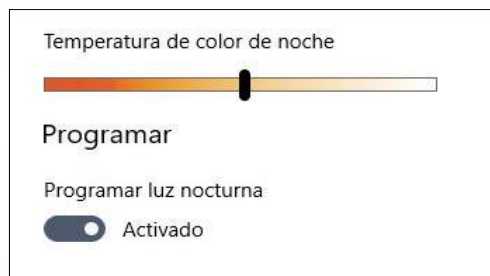 Temperatura de color de noche
Programar
Programar luz nocturna
Activado